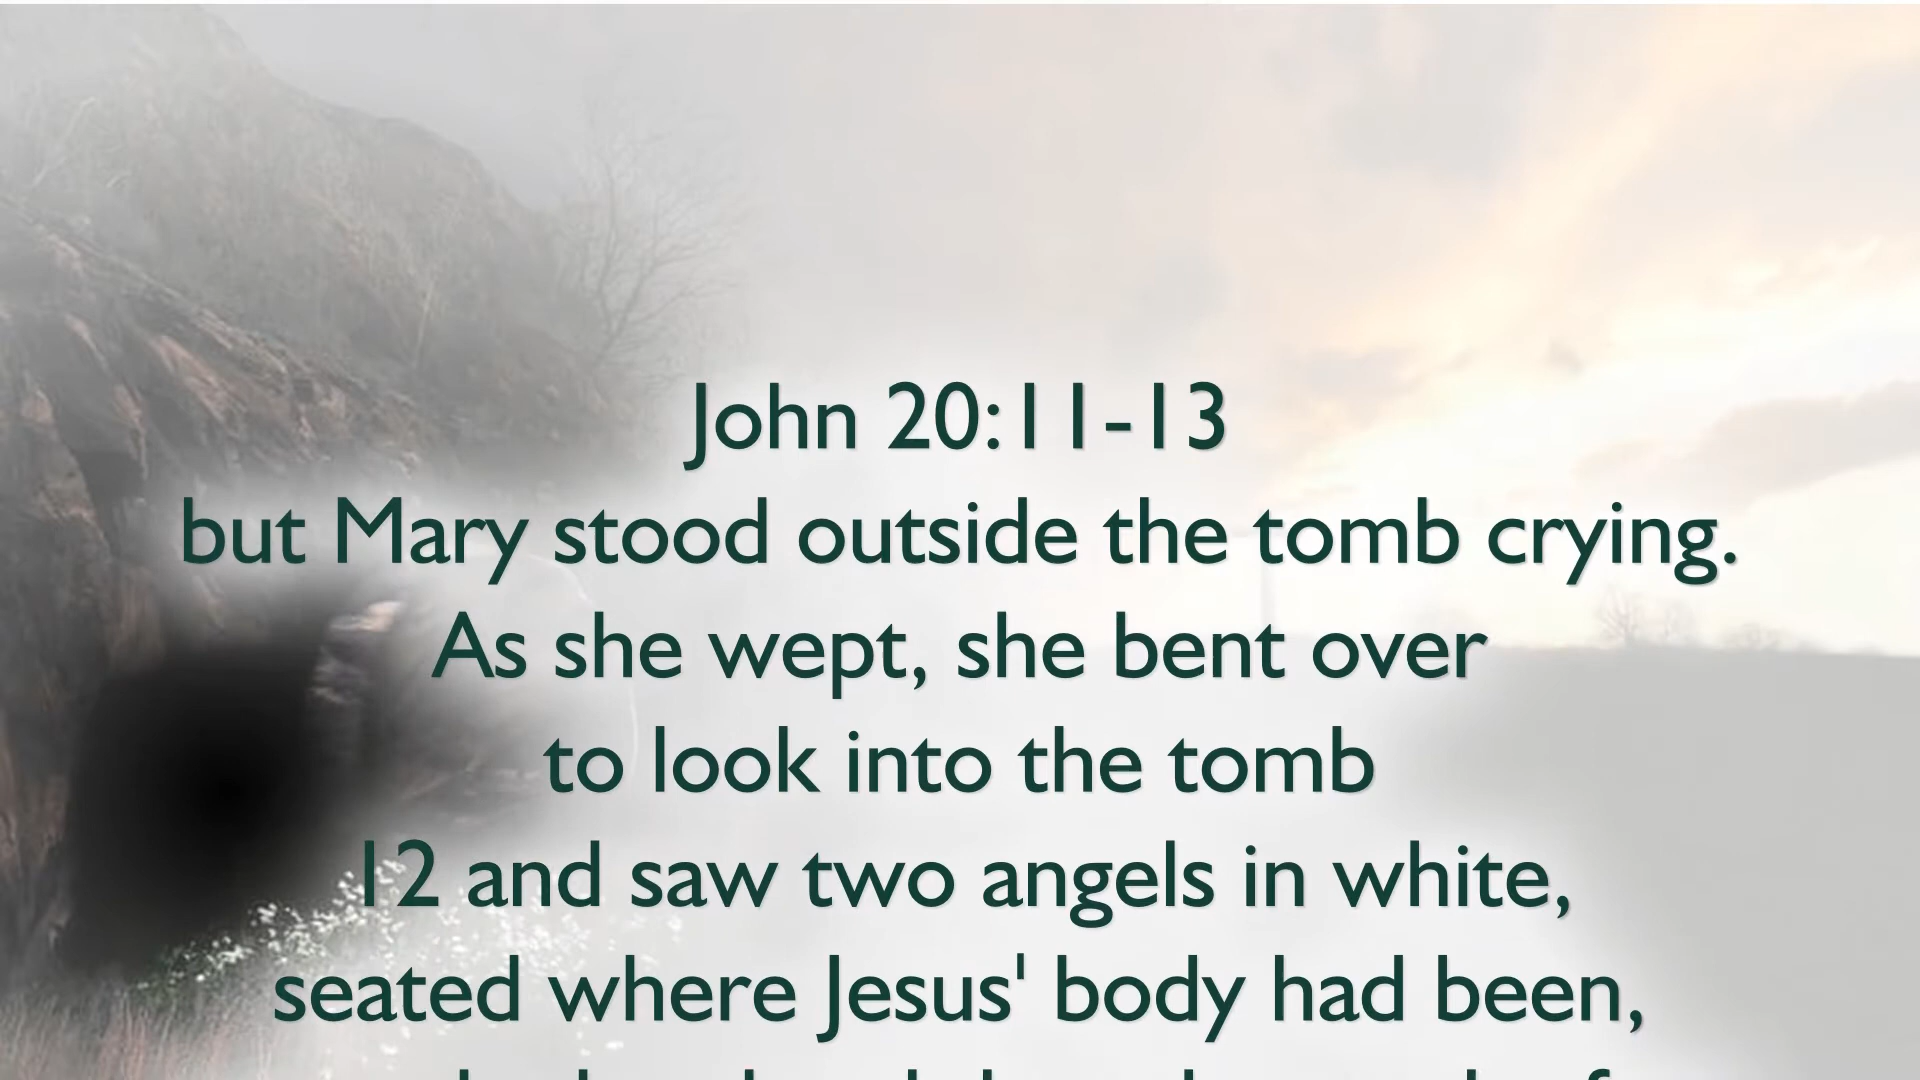 John 20:11-13
but Mary stood outside the tomb crying.
As she wept, she bent over
to look into the tomb
12 and saw two angels in white,
seated where Jesus' body had been,